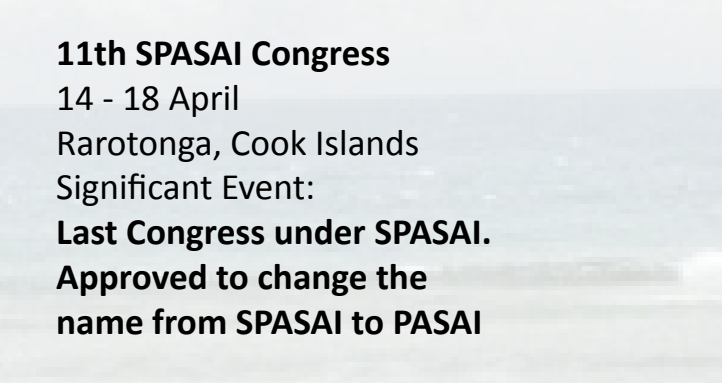 11th SPASAI Congress
14 - 18 April
Rarotonga, Cook Islands
Significant Event:
Last Congress under SPASAI.
Approved to change the
name from SPASAI to PASAI